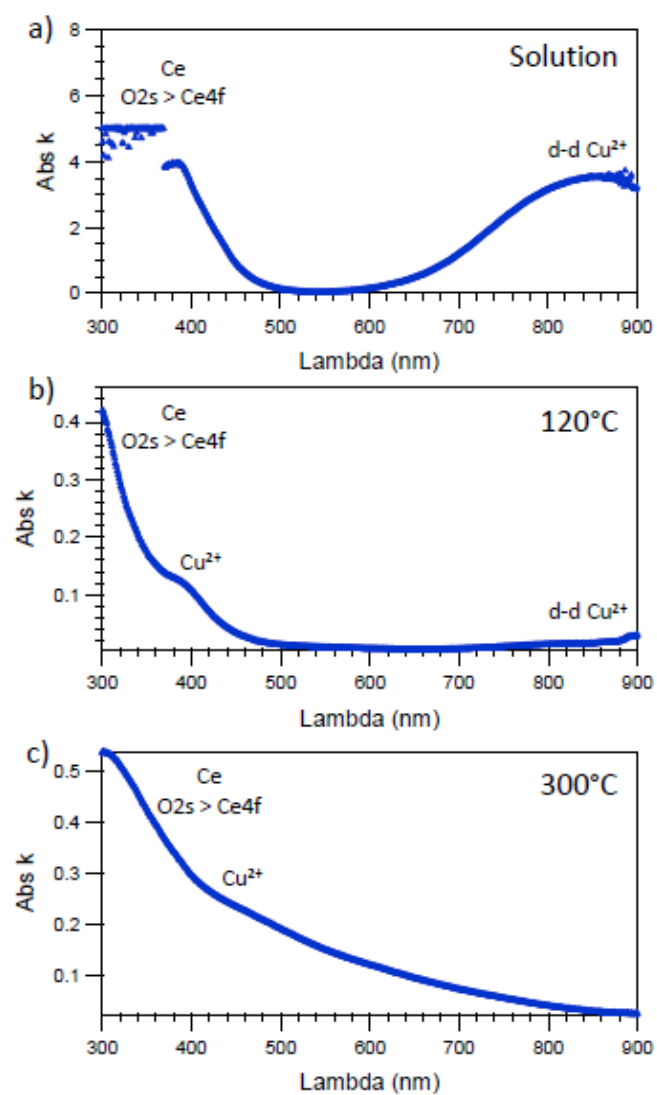 a)
Solution
Ce
O2s > Ce4f
d-d Cu²⁺
8
6
4
2
0
Abs k
300 400 500 600 700 800 900
Lambda (nm)
b)
120°C
Ce
O2s > Ce4f
Cu²⁺
d-d Cu²⁺
0.4
0.3
0.2
0.1
Abs k
300 400 500 600 700 800 900
Lambda (nm)
c)
300°C
Ce
O2s > Ce4f
Cu²⁺
0.5
0.4
0.3
0.2
0.1
Abs k
300 400 500 600 700 800 900
Lambda (nm)